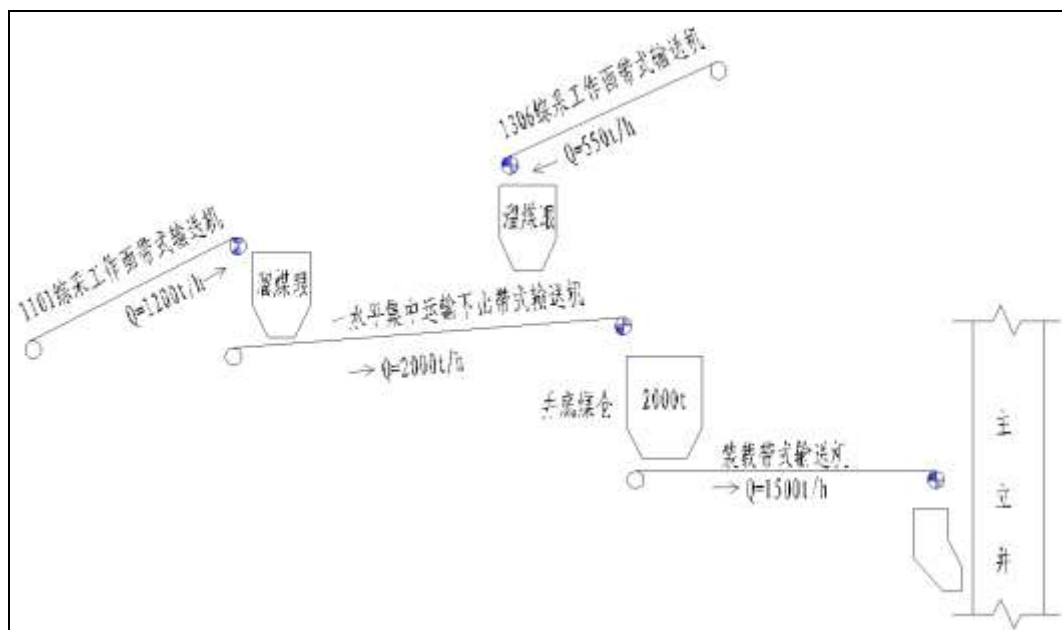 1306综采工作面带式输送机
Q=550t/h
溜煤眼
1101综采工作面带式输送机
Q=1200t/h
溜煤眼
一水平集中运输下山带式输送机
Q=2000t/h
井底煤仓
2000t
装载带式输送机
Q=1500t/h
主
立
井